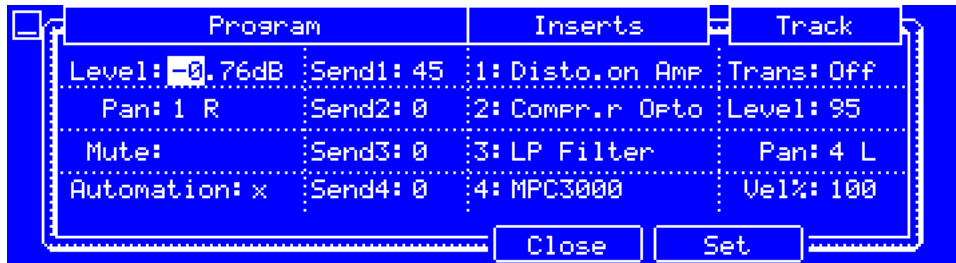 Program Inserts Track
Level: -0.76dB Send1: 45 1: Disto.on Amp Trans: Off
Pan: 1 R Send2: 0 2: Compr.r Opto Level: 95
Mute: Send3: 0 3: LP Filter Pan: 4 L
Automation: x Send4: 0 4: MPC3000 Vel%: 100
Close Set